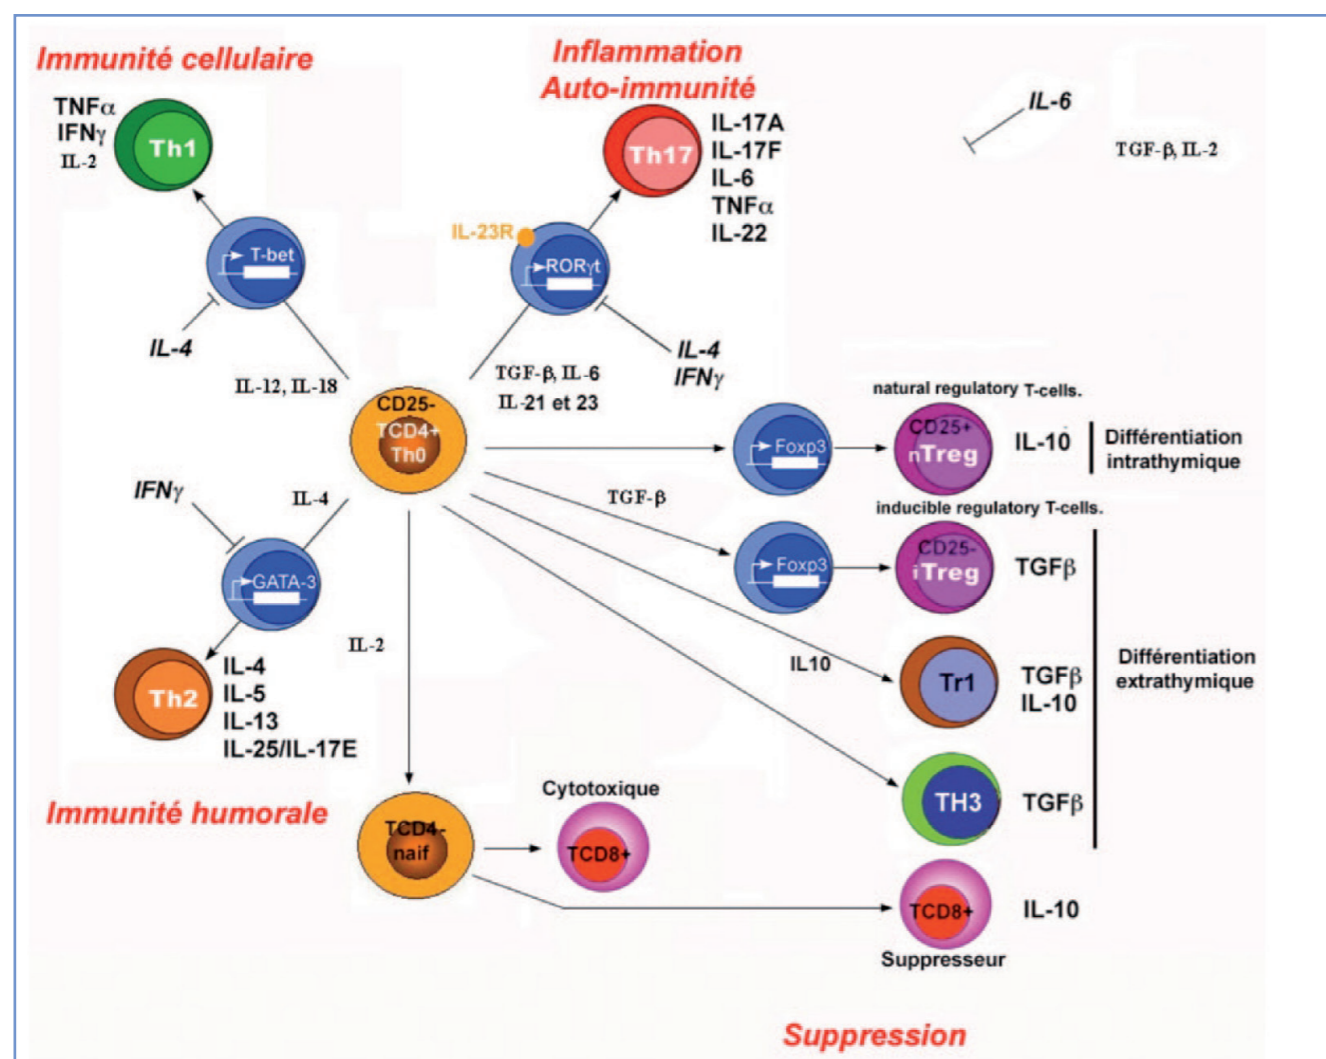 Immunité cellulaire
TNFα
IFNγ
IL-2
Th1
T-bet
IL-4
IL-12, IL-18
Inflammation
Auto-immunité
Th17
IL-17A
IL-17F
IL-6
TNFα
IL-22
IL-23R
RORγt
IL-4
IFNγ
TGF-β, IL-6
IL-21 et 23
IL-6
TGF-β, IL-2
CD25-
TCD4+
Th0
natural regulatory T-cells.
Foxp3
CD25+
nTreg
IL-10
Différentiation
intrathymique
TGF-β
inducible regulatory T-cells.
Foxp3
CD25-
iTreg
TGFβ
IL10
Tr1
TGFβ
IL-10
Différentiation
extrathymique
TH3
TGFβ
IFNγ
IL-4
GATA-3
Th2
IL-4
IL-5
IL-13
IL-25/IL-17E
Immunité humorale
IL-2
TCD4-
naif
Cytotoxique
TCD8+
TCD8+
IL-10
Suppresseur
Suppression